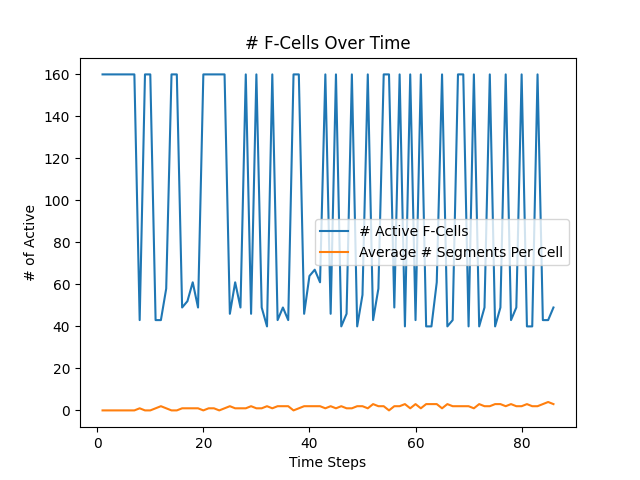 # F-Cells Over Time
160
140
120
100
80
60
40
20
0
# of Active
# Active F-Cells
Average # Segments Per Cell
0 20 40 60 80
Time Steps